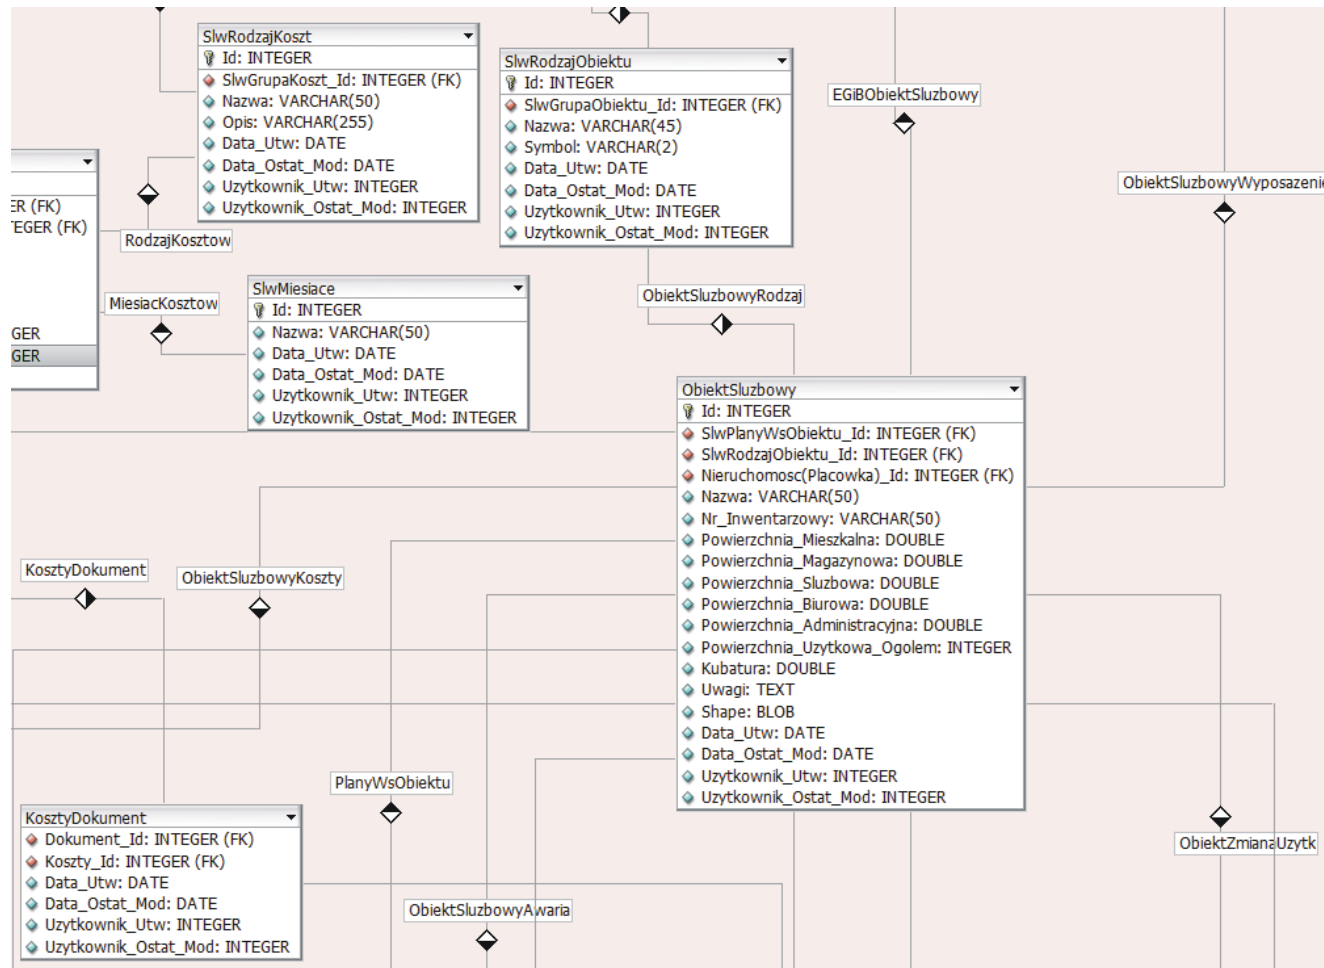 SlwRodzajKoszt
Id: INTEGER
SlwGrupaKoszt_Id: INTEGER (FK)
Nazwa: VARCHAR(50)
Opis: VARCHAR(255)
Data_Utw: DATE
Data_Ostat_Mod: DATE
Uzytkownik_Utw: INTEGER
Uzytkownik_Ostat_Mod: INTEGER
SlwRodzajObiektu
Id: INTEGER
SlwGrupaObiektu_Id: INTEGER (FK)
Nazwa: VARCHAR(45)
Symbol: VARCHAR(2)
Data_Utw: DATE
Data_Ostat_Mod: DATE
Uzytkownik_Utw: INTEGER
Uzytkownik_Ostat_Mod: INTEGER
EGiBObiektSluzbowy
ObiektSluzbowyWyposazenie
ER (FK)
TEGER (FK)
GER
GER
RodzajKosztow
MiesiacKosztow
SlwMiesiace
Id: INTEGER
Nazwa: VARCHAR(50)
Data_Utw: DATE
Data_Ostat_Mod: DATE
Uzytkownik_Utw: INTEGER
Uzytkownik_Ostat_Mod: INTEGER
ObiektSluzbowyRodzaj
ObiektSluzbowy
Id: INTEGER
SlwPlanyWsObiektu_Id: INTEGER (FK)
SlwRodzajObiektu_Id: INTEGER (FK)
Nieruchomosc(Placowka)_Id: INTEGER (FK)
Nazwa: VARCHAR(50)
Nr_Inwentarzowy: VARCHAR(50)
Powierzchnia_Mieszkalna: DOUBLE
Powierzchnia_Magazynowa: DOUBLE
Powierzchnia_Sluzbowa: DOUBLE
Powierzchnia_Biurowa: DOUBLE
Powierzchnia_Administracyjna: DOUBLE
Powierzchnia_Uzytkowa_Ogolem: INTEGER
Kubatura: DOUBLE
Uwagi: TEXT
Shape: BLOB
Data_Utw: DATE
Data_Ostat_Mod: DATE
Uzytkownik_Utw: INTEGER
Uzytkownik_Ostat_Mod: INTEGER
KosztyDokument
ObiektSluzbowyKoszty
PlanyWsObiektu
KosztyDokument
Dokument_Id: INTEGER (FK)
Koszty_Id: INTEGER (FK)
Data_Utw: DATE
Data_Ostat_Mod: DATE
Uzytkownik_Utw: INTEGER
Uzytkownik_Ostat_Mod: INTEGER
ObiektSluzbowyAwaria
ObiektZmianaUzytk